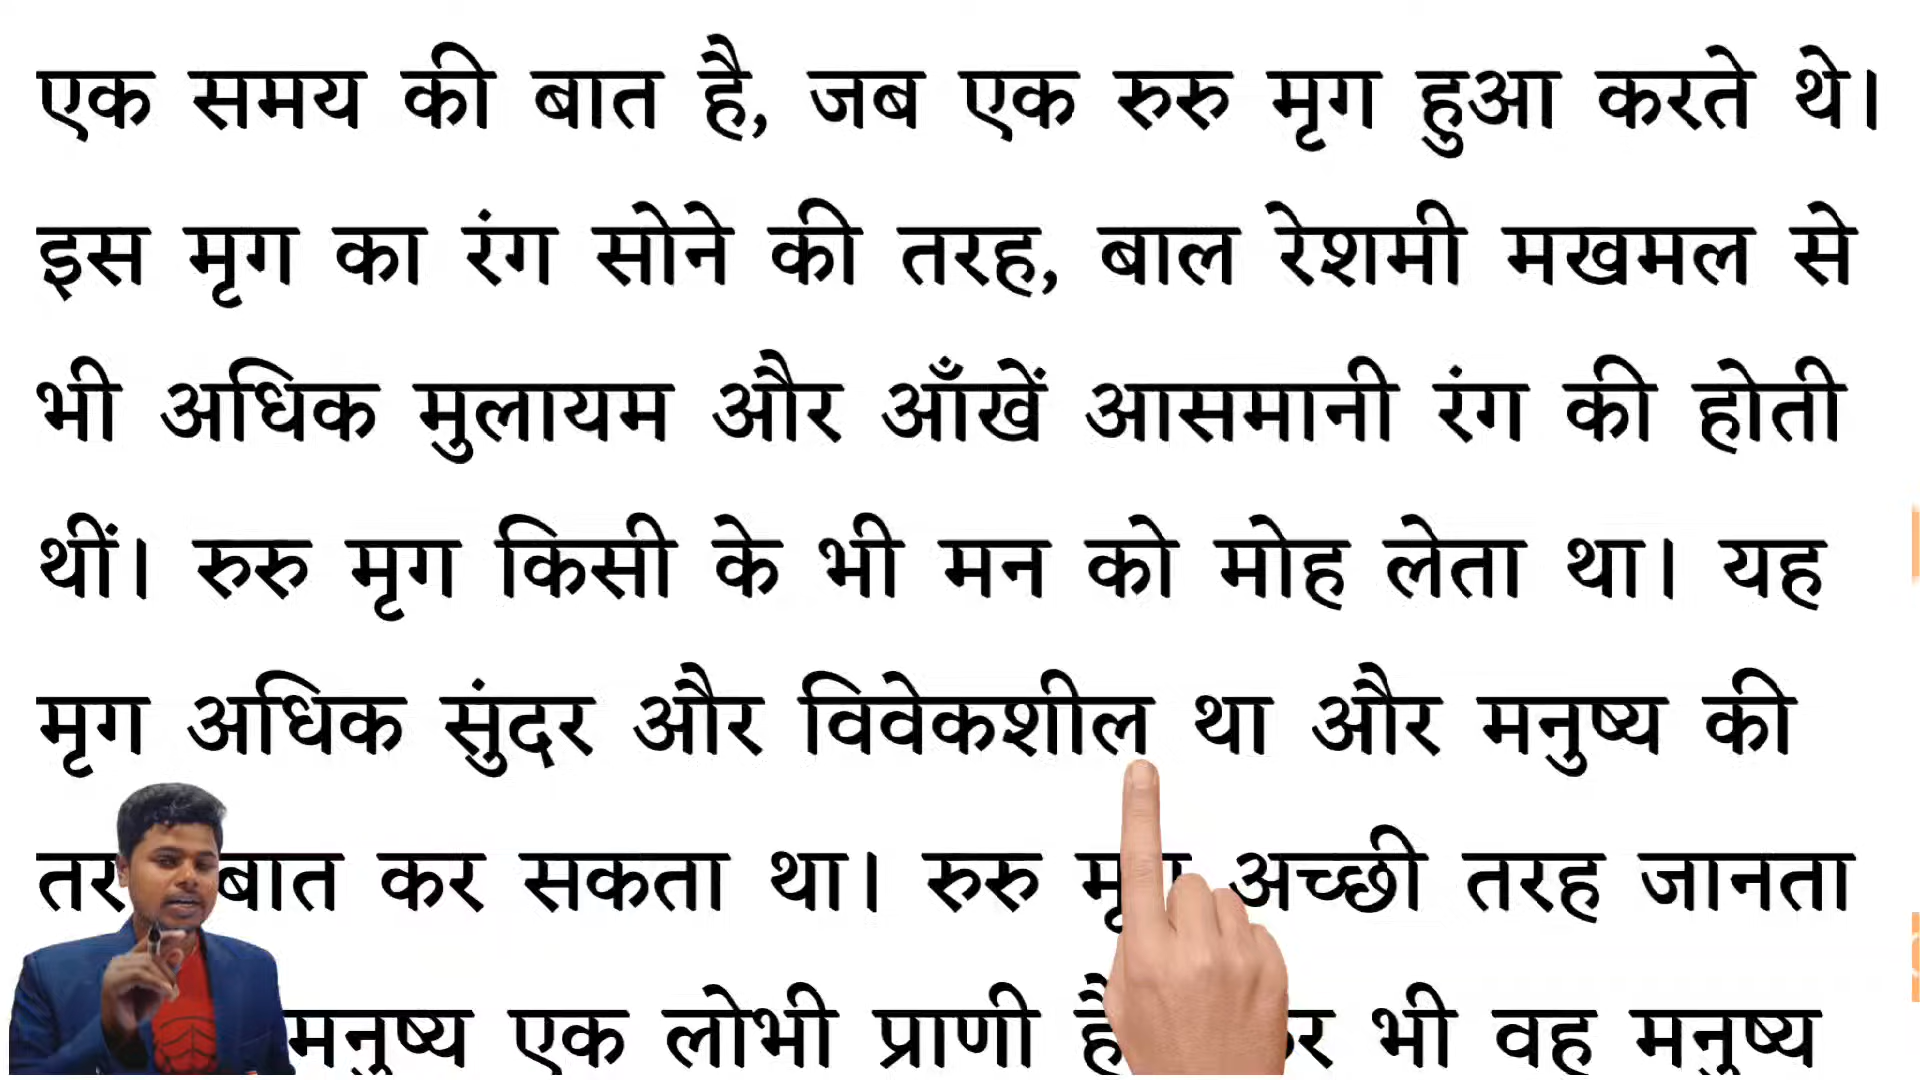 एक समय की बात है, जब एक रुरु मृग हुआ करते थे।
इस मृग का रंग सोने की तरह, बाल रेशमी मखमल से
भी अधिक मुलायम और आँखें आसमानी रंग की होती
थीं। रुरु मृग किसी के भी मन को मोह लेता था। यह
मृग अधिक सुंदर और विवेकशील था और मनुष्य की
बात कर सकता था। रुरु अच्छी तरह जानता
मनुष्य एक लोभी प्राणी भी वह मनुष्य